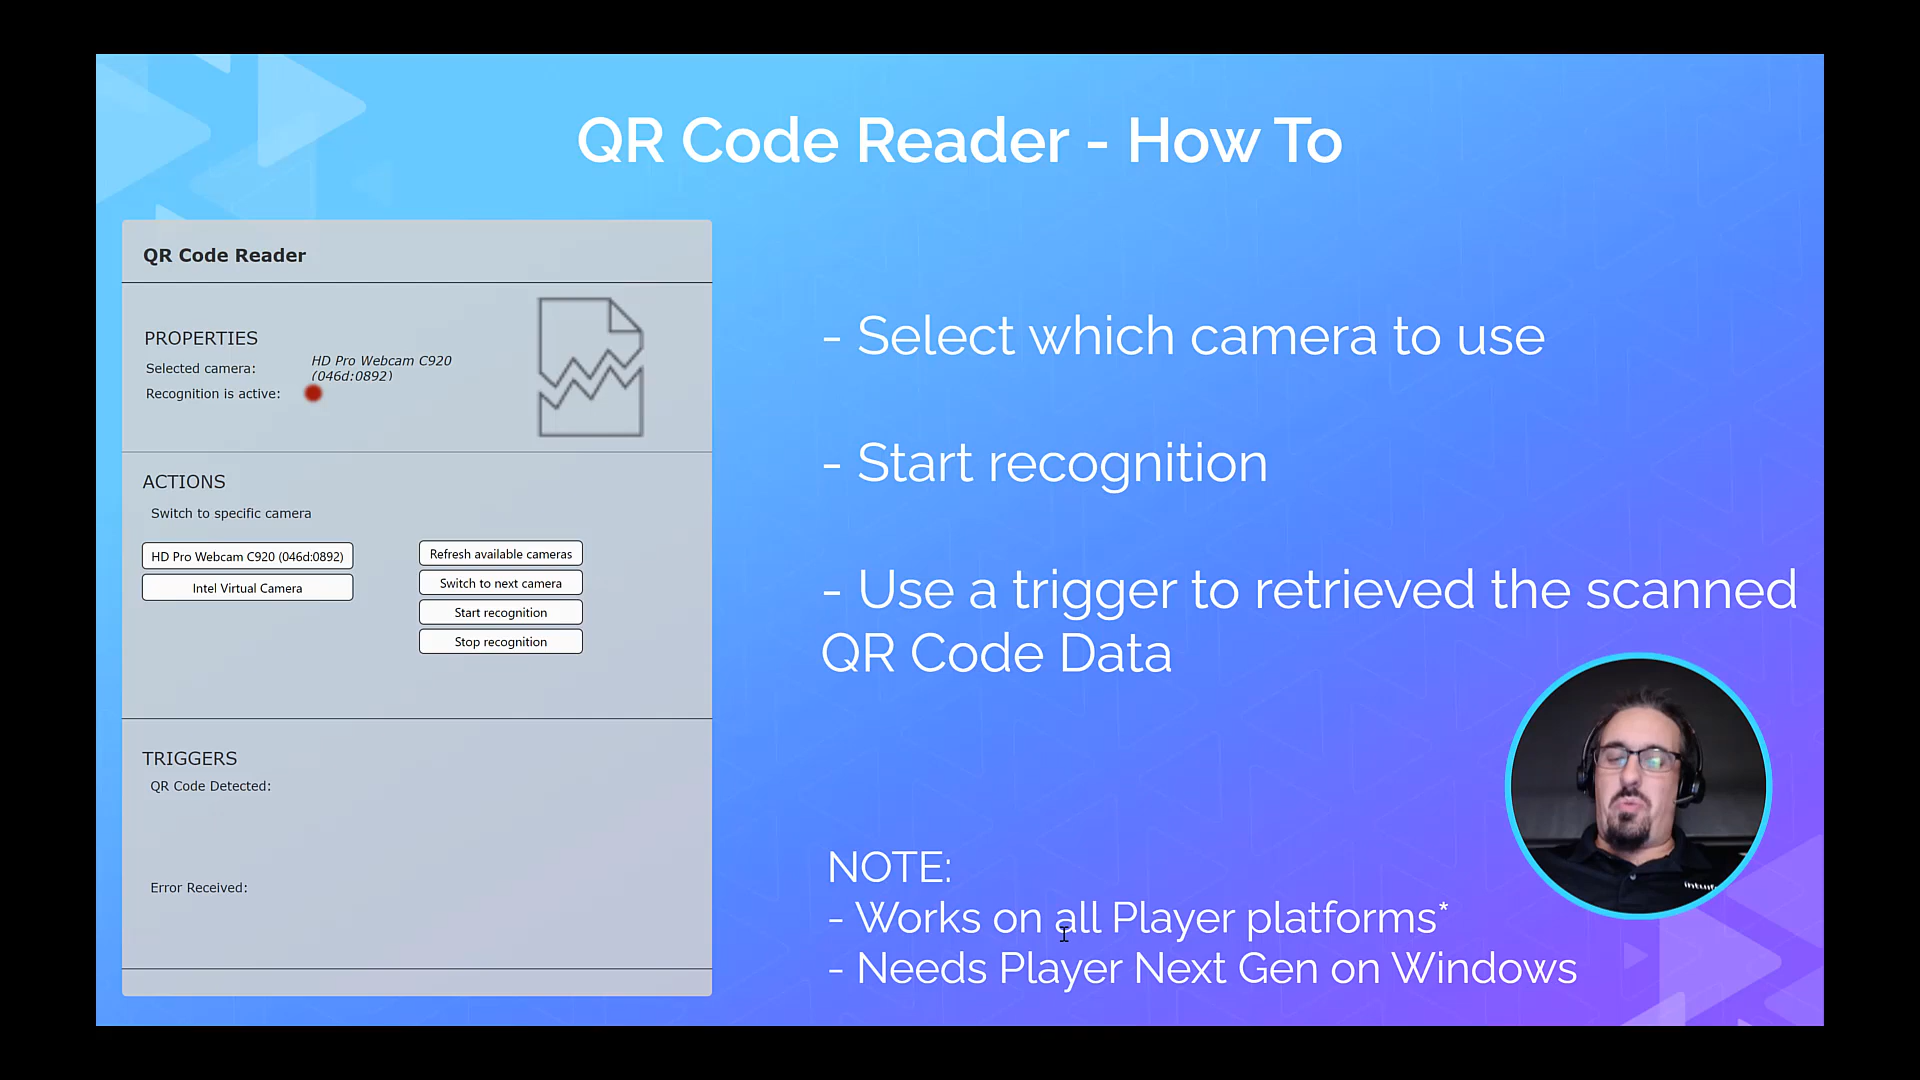 QR Code Reader - How To
QR Code Reader
PROPERTIES
Selected camera:
HD Pro Webcam C920
(046d:0892)
Recognition is active:
ACTIONS
Switch to specific camera
HD Pro Webcam C920 (046d:0892)
Intel Virtual Camera
Refresh available cameras
Switch to next camera
Start recognition
Stop recognition
TRIGGERS
QR Code Detected:
Error Received:
- Select which camera to use
- Start recognition
- Use a trigger to retrieved the scanned
QR Code Data
NOTE:
- Works on all Player platforms*
- Needs Player Next Gen on Windows